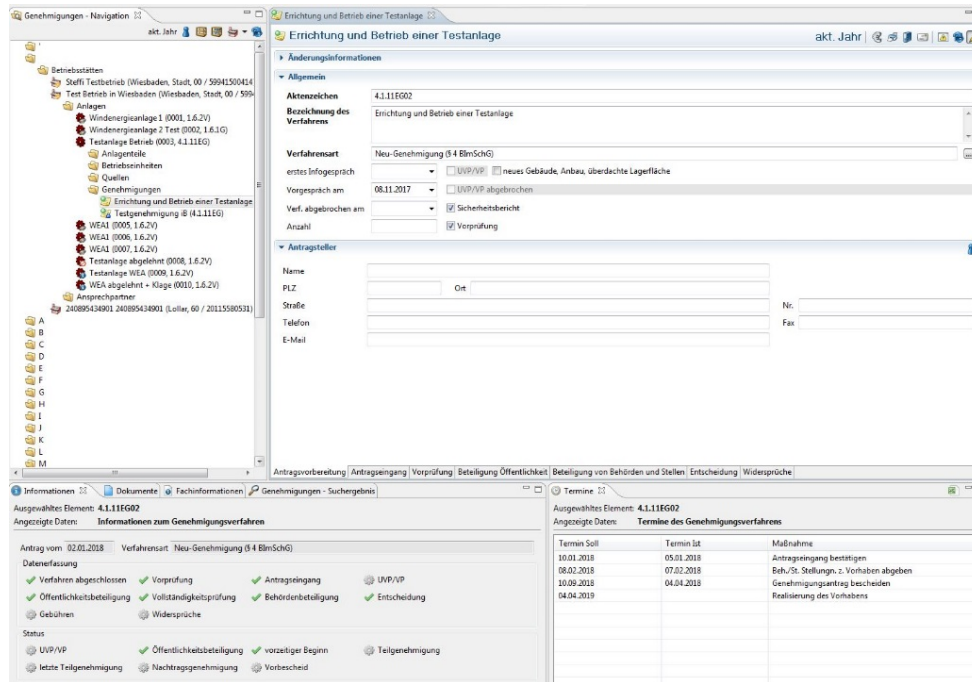 Genehmigungen - Navigation
akt. Jahr
Betriebsstätten
Steffi Testbetrieb (Wiesbaden, Stadt, 00 / 59941500414
Test Betrieb in Wiesbaden (Wiesbaden, Stadt, 00 / 599
Anlagen
Windenergieanlage 1 (0001, 1.6.2V)
Windenergieanlage 2 Test (0002, 1.6.1G)
Testanlage Betrieb (0003, 4.1.11EG)
Anlagenteile
Betriebseinheiten
Quellen
Genehmigungen
Errichtung und Betrieb einer Testanlage
Testgenehmigung iB (4.1.11EG)
WEA1 (0005, 1.6.2V)
WEA1 (0006, 1.6.2V)
WEA1 (0007, 1.6.2V)
Testanlage abgelehnt (0008, 1.6.2V)
Testanlage WEA (0009, 1.6.2V)
WEA abgelehnt + Klage (0010, 1.6.2V)
Ansprechpartner
240895434901 240895434901 (Lollar, 60 / 20115580531)
A
B
C
D
E
F
G
H
I
J
K
L
M
Errichtung und Betrieb einer Testanlage
Errichtung und Betrieb einer Testanlage
akt. Jahr
Änderungsinformationen
Allgemein
Aktenzeichen 4.1.11EG02
Bezeichnung des Verfahrens Errichtung und Betrieb einer Testanlage
Verfahrensart Neu-Genehmigung (§ 4 BImSchG)
erstes Infogespräch UVP/VP neues Gebäude, Anbau, überdachte Lagerfläche
Vorgespräch am 08.11.2017 UVP/VP abgebrochen
Verf. abgebrochen am Sicherheitsbericht
Anzahl Vorprüfung
Antragsteller
Name
PLZ Ort
Straße Nr.
Telefon Fax
E-Mail
Antragsvorbereitung Antragseingang Vorprüfung Beteiligung Öffentlichkeit Beteiligung von Behörden und Stellen Entscheidung Widersprüche
Informationen Dokumente Fachinformationen Genehmigungen - Suchergebnis
Ausgewähltes Element: 4.1.11EG02
Angezeigte Daten: Informationen zum Genehmigungsverfahren
Antrag vom 02.01.2018 Verfahrensart Neu-Genehmigung (§ 4 BImSchG)
Datenerfassung
Verfahren abgeschlossen Vorprüfung Antragseingang UVP/VP
Öffentlichkeitsbeteiligung Vollständigkeitsprüfung Behördenbeteiligung Entscheidung
Gebühren Widersprüche
Status
UVP/VP Öffentlichkeitsbeteiligung vorzeitiger Beginn Teilgenehmigung
letzte Teilgenehmigung Nachtragsgenehmigung Vorbescheid
Termine
Ausgewähltes Element: 4.1.11EG02
Angezeigte Daten: Termine des Genehmigungsverfahrens
Termin Soll Termin Ist Maßnahme
10.01.2018 05.01.2018 Antragseingang bestätigen
08.02.2018 07.02.2018 Beh./St. Stellungn. z. Vorhaben abgeben
10.09.2018 04.04.2018 Genehmigungsantrag bescheiden
04.04.2019 Realisierung des Vorhabens